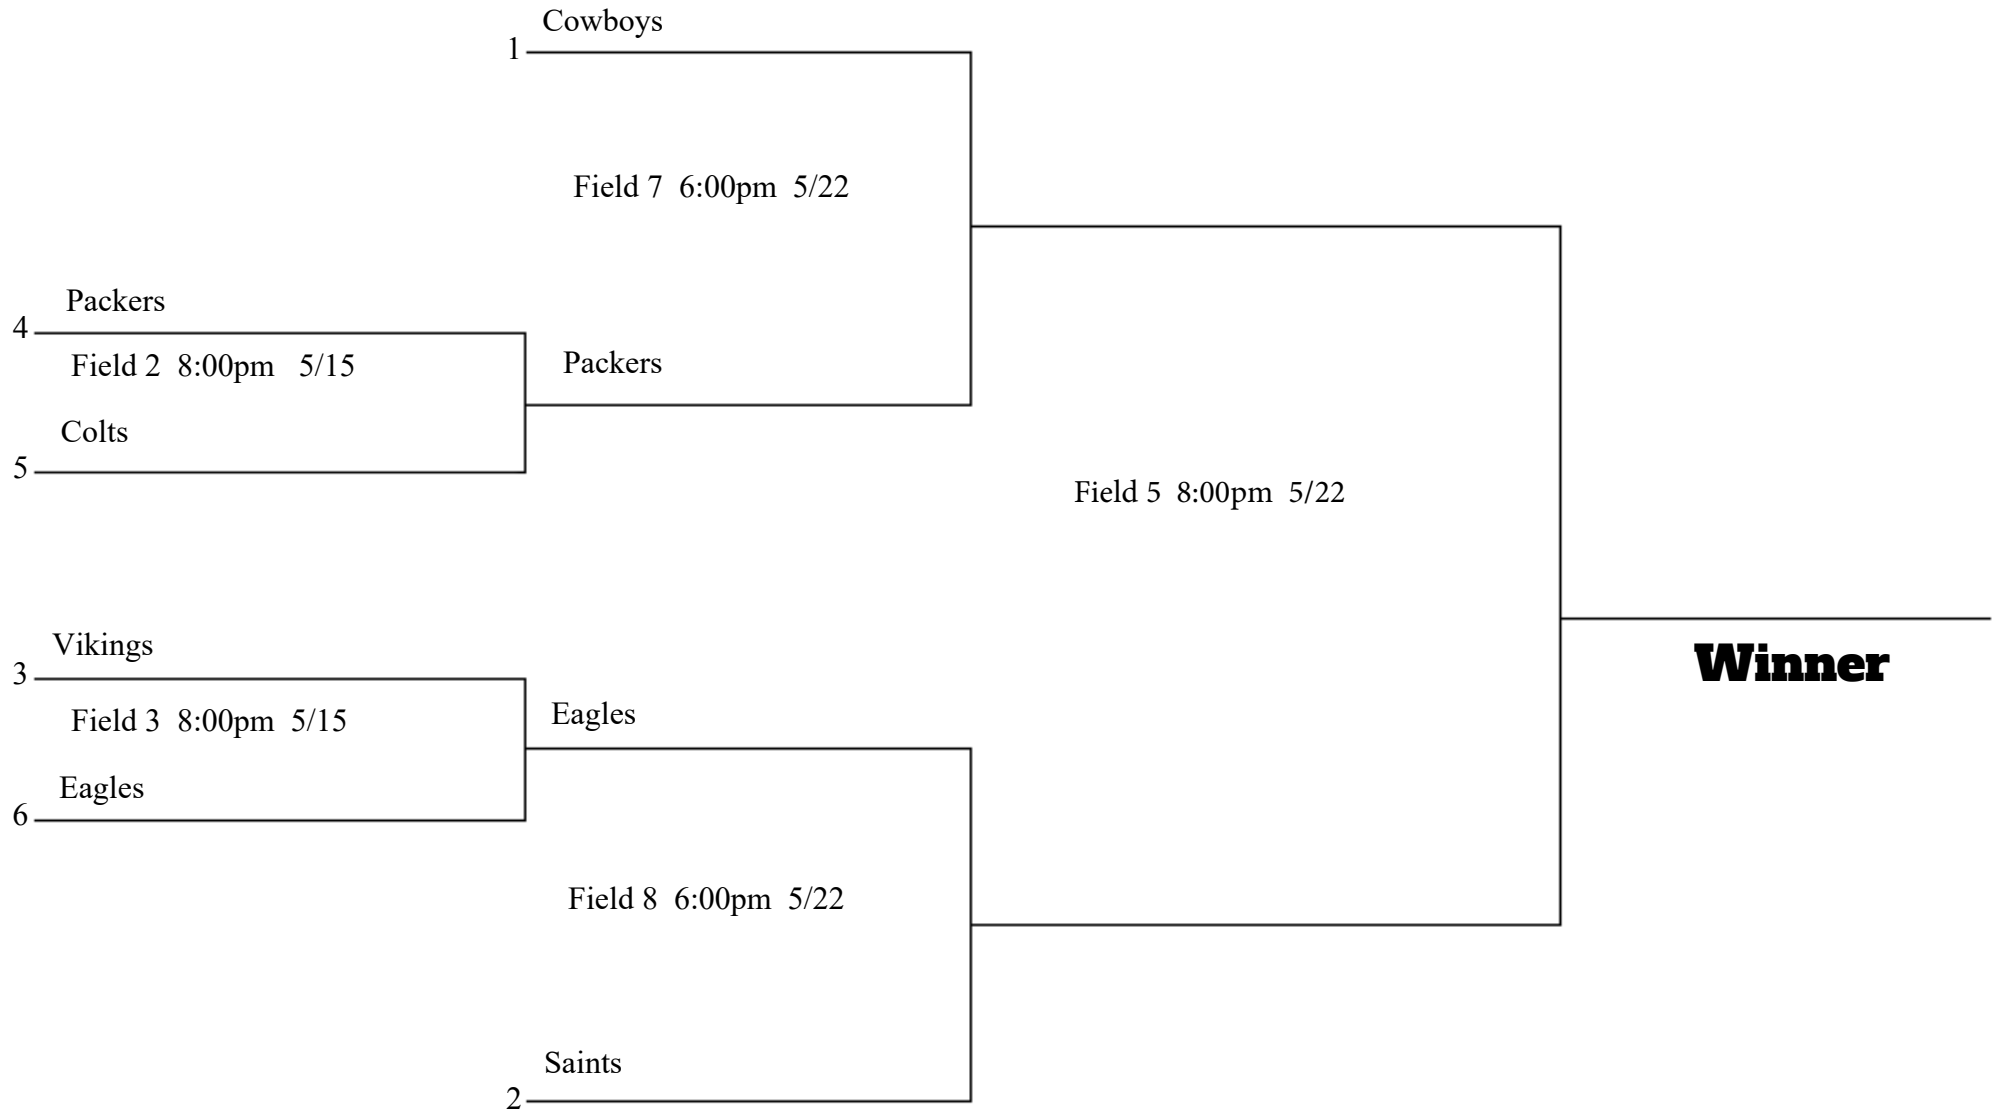 Cowboys
1
Field 7 6:00pm 5/22
Packers
4
Field 2 8:00pm 5/15
Packers
Colts
5
Field 5 8:00pm 5/22
Vikings
3
Field 3 8:00pm 5/15
Eagles
Eagles
6
Winner
Field 8 6:00pm 5/22
Saints
2